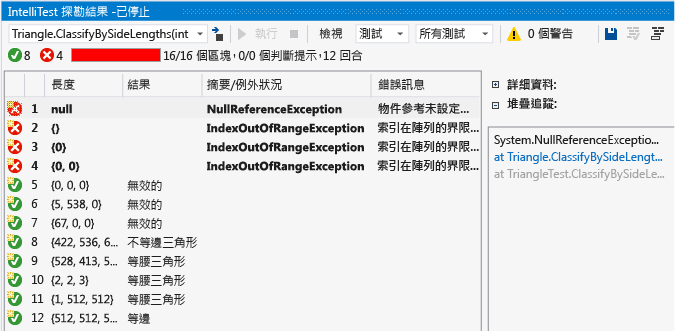 IntelliTest 探勘結果 -已停止
Triangle.ClassifyBySideLengths(int 執行 停止 檢視 測試 所有測試 0 個警告
8 4 16/16 個區塊，0/0 個判斷提示，12 回合
長度 結果 摘要/例外狀況 錯誤訊息
1 null NullReferenceException 物件參考未設定...
2 {} IndexOutOfRangeException 索引在陣列的界限...
3 {0} IndexOutOfRangeException 索引在陣列的界限...
4 {0, 0} IndexOutOfRangeException 索引在陣列的界限...
5 {0, 0, 0} 無效的
6 {5, 538, 0} 無效的
7 {67, 0, 0} 無效的
8 {422, 536, 6... 不等邊三角形
9 {528, 413, 5... 等腰三角形
10 {2, 2, 3} 等腰三角形
11 {1, 512, 512} 等腰三角形
12 {512, 512, 5... 等邊
詳細資料:
堆疊追蹤:
System.NullReferenceExceptio...
at Triangle.ClassifyBySideLengt...
at TriangleTest.ClassifyBySideLe...